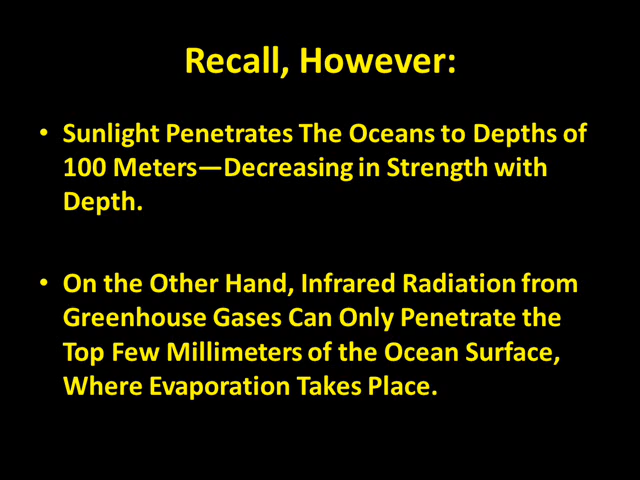 Recall, However:
• Sunlight Penetrates The Oceans to Depths of
100 Meters—Decreasing in Strength with
Depth.
• On the Other Hand, Infrared Radiation from
Greenhouse Gases Can Only Penetrate the
Top Few Millimeters of the Ocean Surface,
Where Evaporation Takes Place.